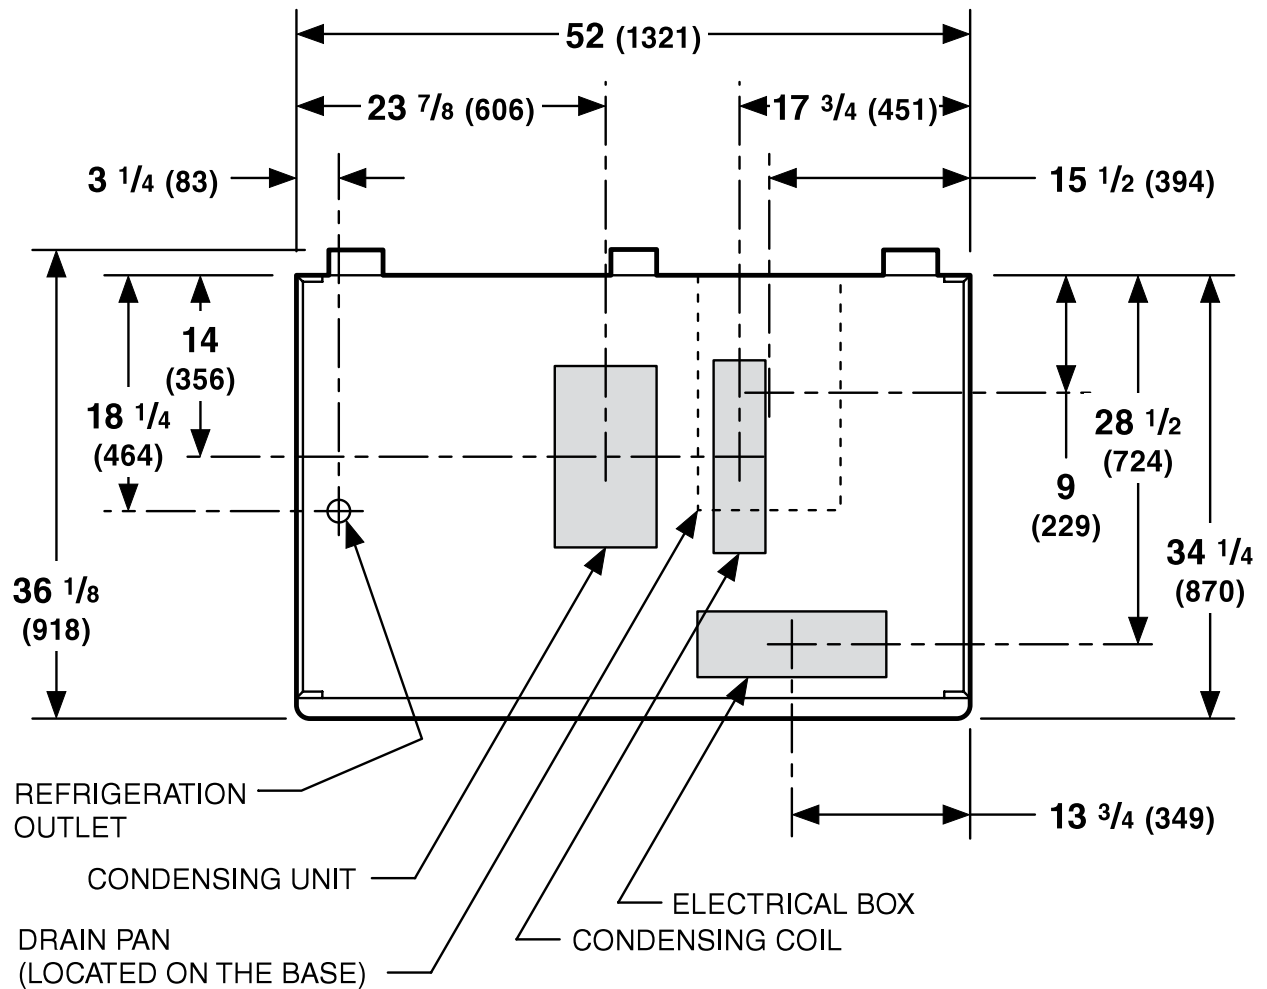 52 (1321)
23 7/8 (606)
17 3/4 (451)
3 1/4 (83)
15 1/2 (394)
14
(356)
18 1/4
(464)
28 1/2
(724)
9
(229)
34 1/4
(870)
36 1/8
(918)
REFRIGERATION
OUTLET
13 3/4 (349)
CONDENSING UNIT
ELECTRICAL BOX
DRAIN PAN
(LOCATED ON THE BASE)
CONDENSING COIL